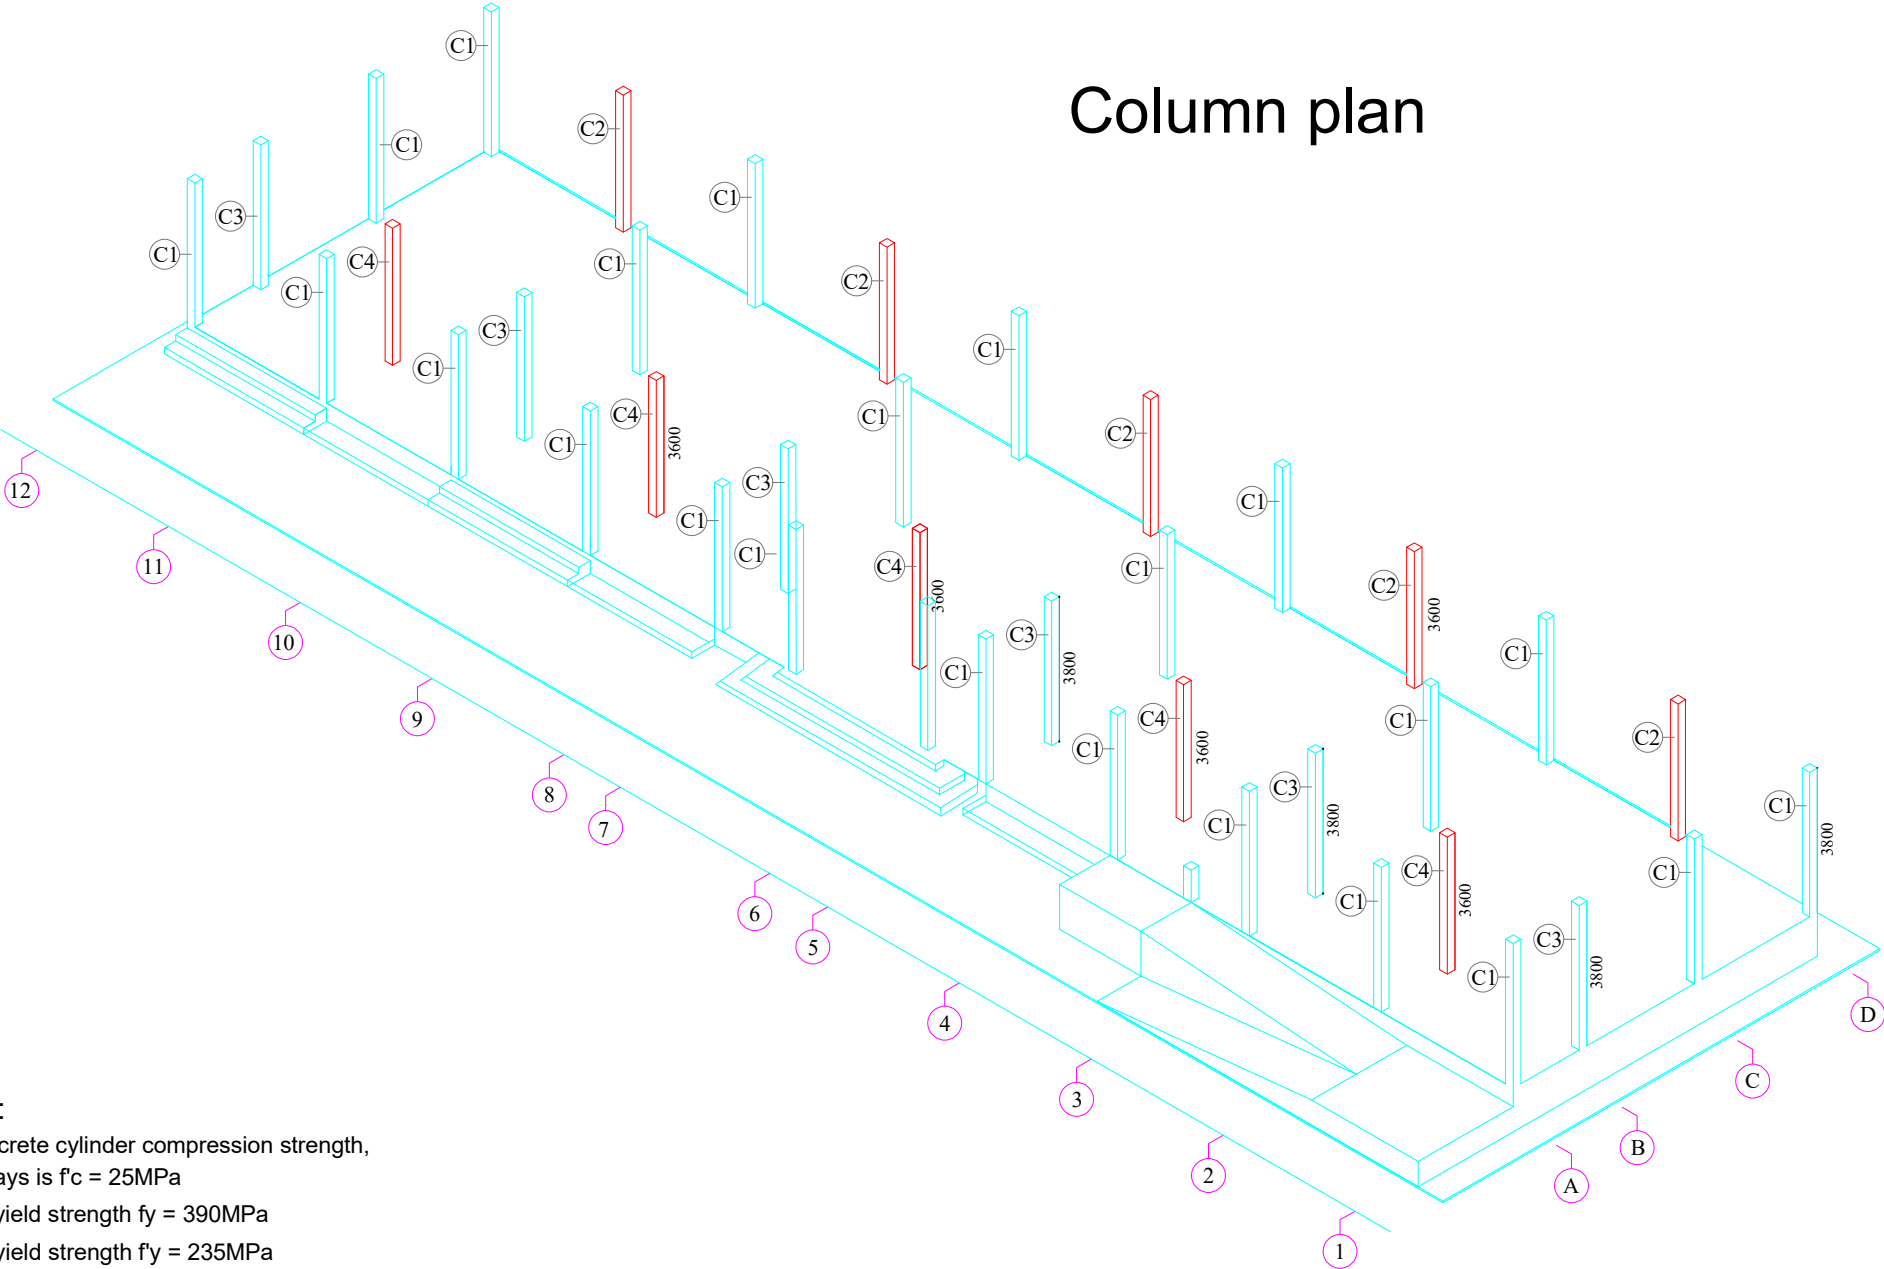 Column plan
C1
C2
C1
C1
C3
C1
C2
C1
C4
C1
C1
C3
C1
C2
C1
C4
3600
C1
C1
C2
C3
C1
C1
C1
C4
3600
C1
C2
3600
C3
3800
C1
C1
C1
C4
3600
C1
C2
C3
3800
C1
C1
3800
C1
C4
3600
C1
C1
C3
3800
C1
12
11
10
9
8
7
6
5
4
3
2
1
A
B
C
D
:
crete cylinder compression strength,
ays is f'c = 25MPa
yield strength fy = 390MPa
yield strength f'y = 235MPa